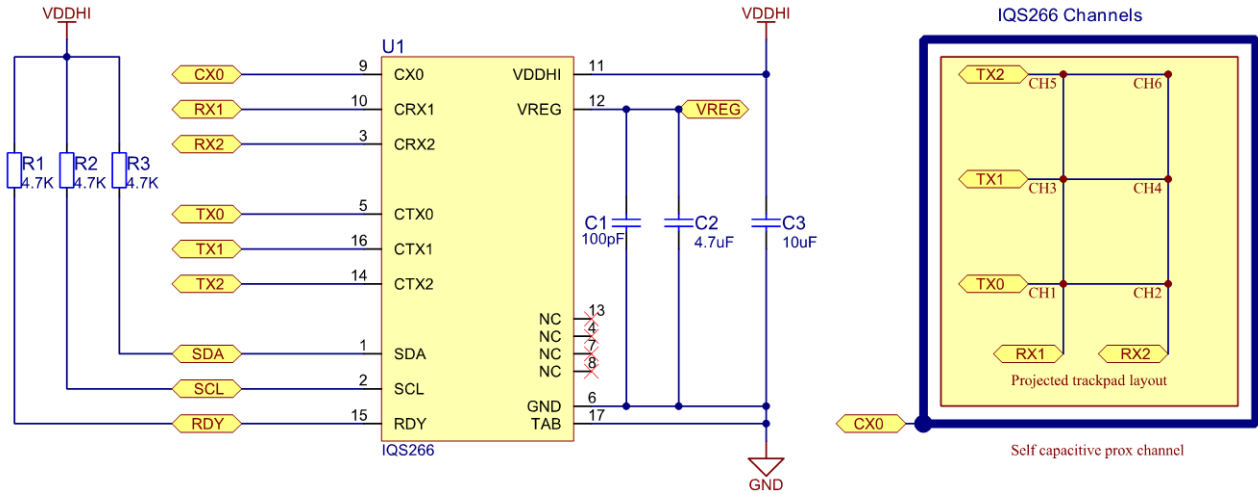 VDDHI
R1
4.7K
R2
4.7K
R3
4.7K
CX0
RX1
RX2
TX0
TX1
TX2
SDA
SCL
RDY
9
10
3
5
16
14
1
2
15
U1
CX0
CRX1
CRX2
CTX0
CTX1
CTX2
SDA
SCL
RDY
VDDHI
VREG
NC
NC
NC
NC
GND
TAB
IQS266
11
12
13
4
7
8
6
17
VREG
C1
100pF
C2
4.7uF
VDDHI
C3
10uF
GND
IQS266 Channels
TX2
CH5
CH6
TX1
CH3
CH4
TX0
CH1
CH2
RX1
RX2
Projected trackpad layout
CX0
Self capacitive prox channel